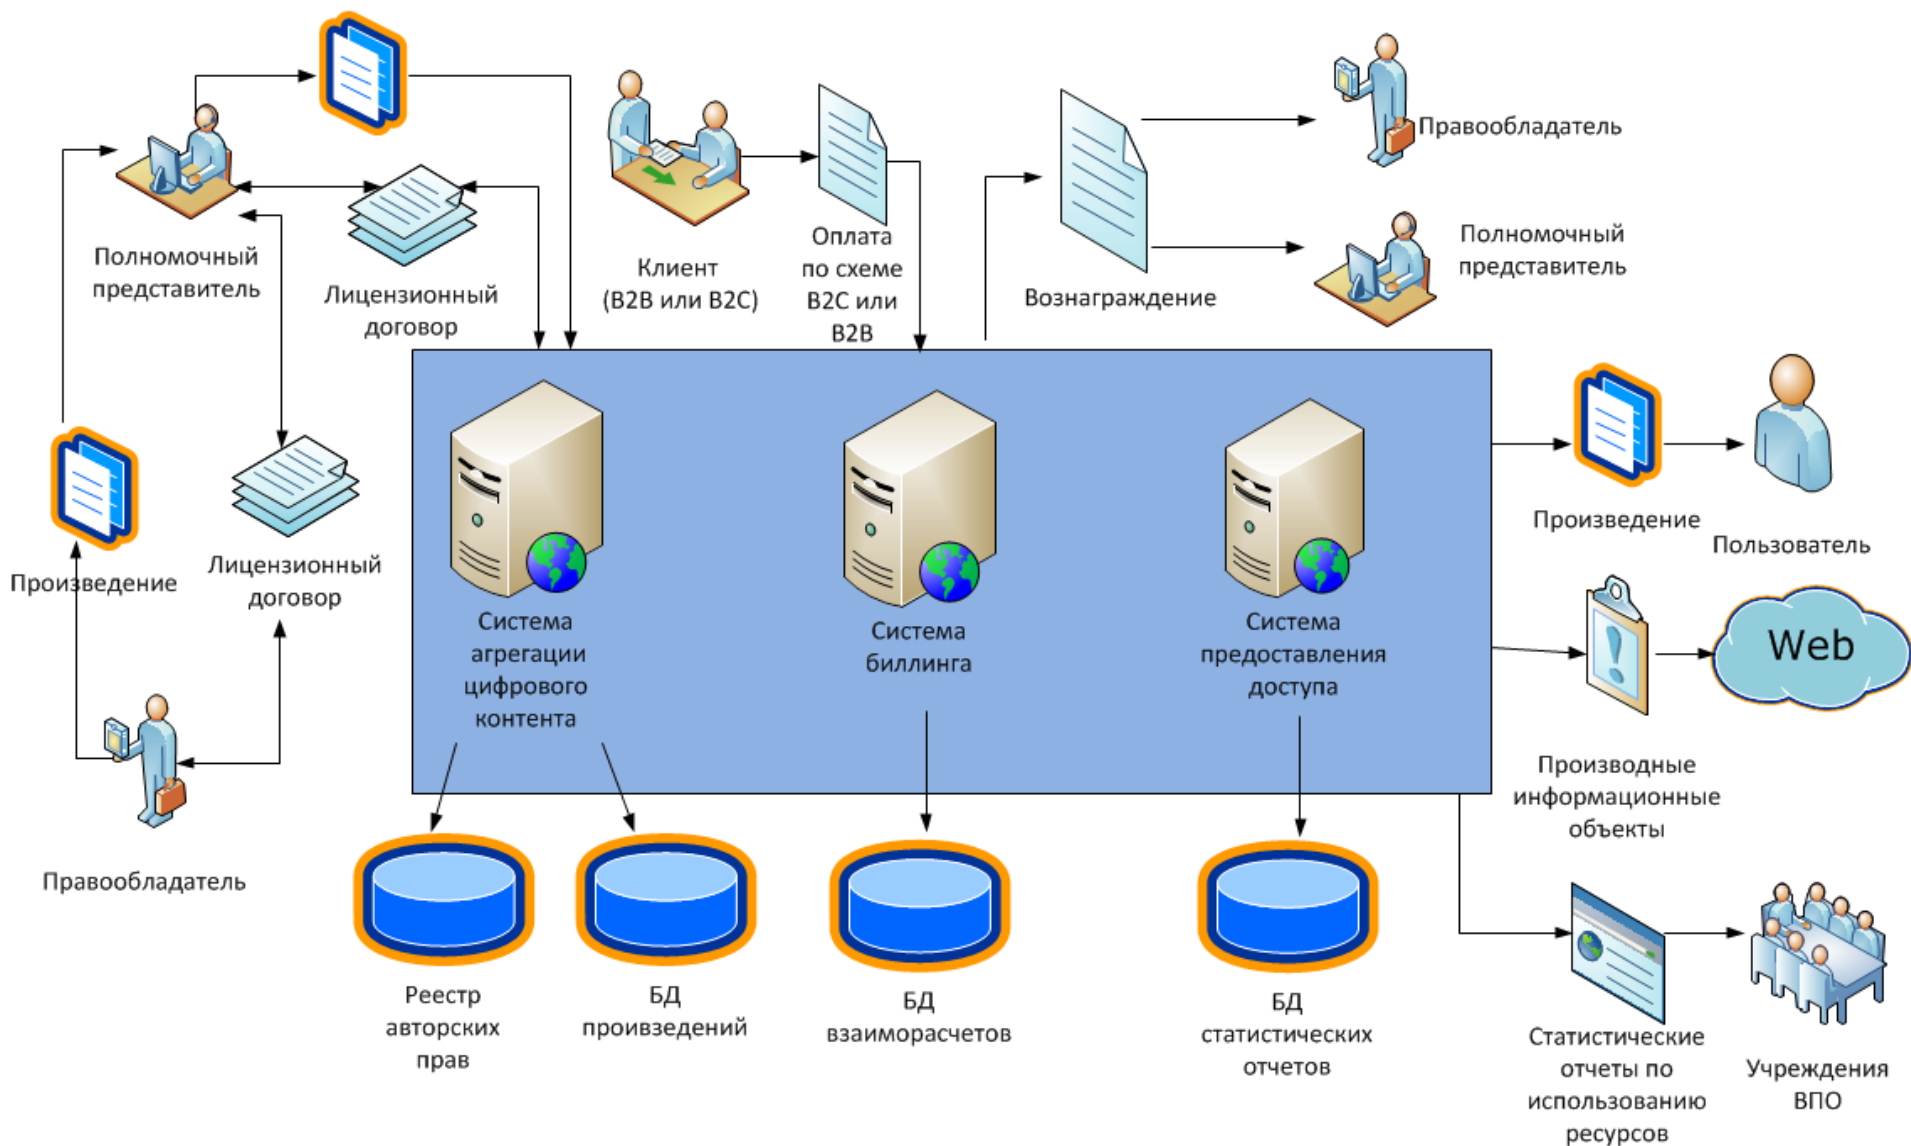 Правообладатель
Полномочный
представитель
Полномочный
представитель
Лицензионный
договор
Клиент
(B2B или B2C)
Оплата
по схеме
B2C или
B2B
Вознаграждение
Произведение
Лицензионный
договор
Произведение
Пользователь
Система
агрегации
цифрового
контента
Система
биллинга
Система
предоставления
доступа
Web
Производные
информационные
объекты
Правообладатель
Реестр
авторских
прав
БД
проивзедений
БД
взаиморасчетов
БД
статистических
отчетов
Статистические
отчеты по
использованию
ресурсов
Учреждения
ВПО